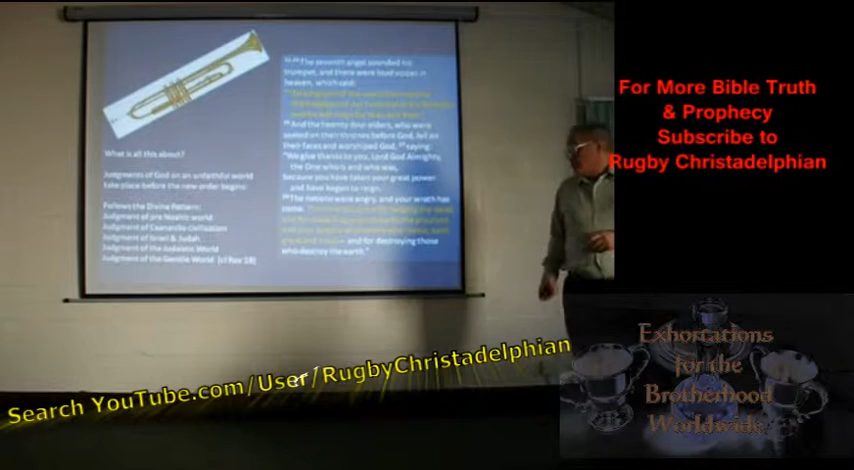 What is all this about?
Judgments of God on an unfaithful world
take place before the new order begins:
Follows the Divine Pattern:
Judgment of pre Noahic world
Judgment of Canaanite civilization
Judgment of Israel & Judah
Judgment of the Judaistic World
Judgment of the Gentile World
The seventh angel sounded his
trumpet, and there were loud voices in
heaven, which said:
And the twenty-four elders, who were
seated on their thrones before God, fell on
their faces and worshiped God, saying:
"We give thanks to you, Lord God Almighty,
the One who is and who was,
because you have taken your great power
and have begun to reign.
The nations were angry, and your wrath has
come.
and for destroying those
who destroy the earth."
For More Bible Truth
& Prophecy
Subscribe to
Rugby Christadelphian
Search YouTube.com/User/RugbyChristadelphian
Exhortations
for the
Brotherhood
Worldwide